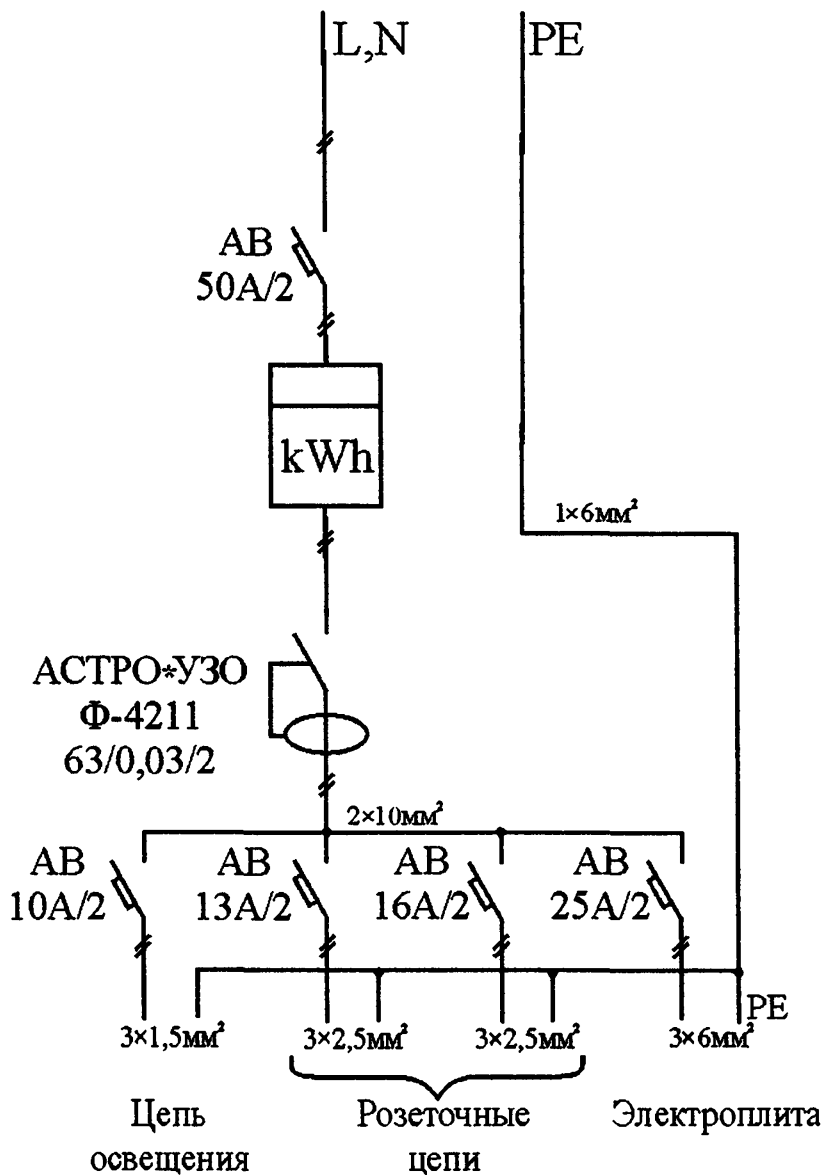 L,N
PE
АВ
50А/2
kWh
1×6мм²
АСТРО*УЗО
Ф-4211
63/0,03/2
2×10мм²
АВ
10А/2
АВ
13А/2
АВ
16А/2
АВ
25А/2
PE
3×1,5мм²
3×2,5мм²
3×2,5мм²
3×6мм²
Цепь
освещения
Розеточные
цепи
Электроплита